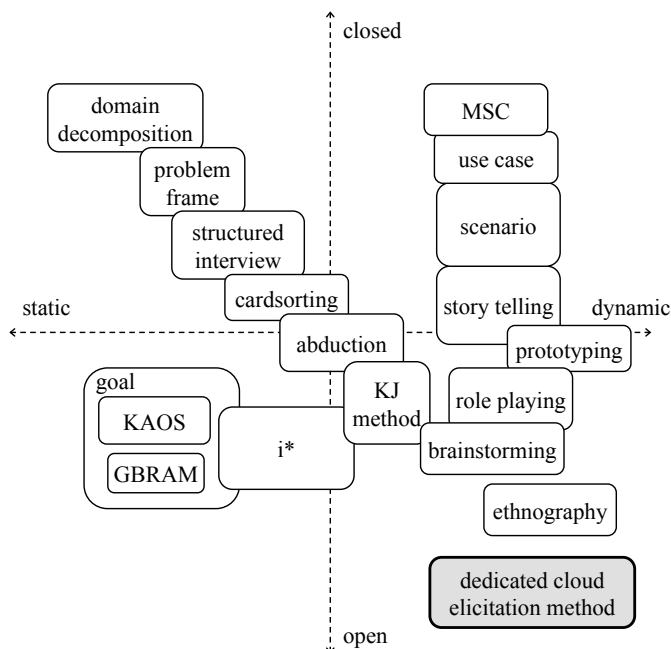 closed
domain
decomposition
MSC
use case
problem
frame
structured
interview
scenario
cardsorting
static
story telling
dynamic
abduction
prototyping
goal
KAOS
GBRAM
i*
KJ
method
role playing
brainstorming
ethnography
dedicated cloud
elicitation method
open